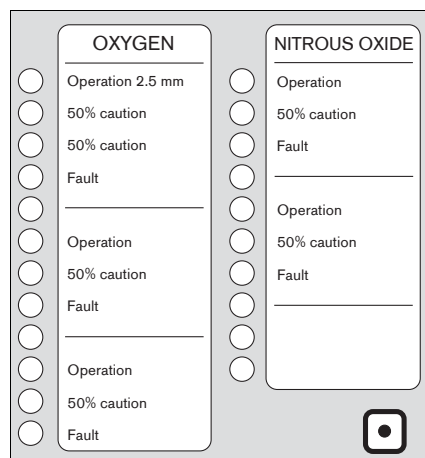 OXYGEN
Operation 2.5 mm
50% caution
50% caution
Fault
Operation
50% caution
Fault
Operation
50% caution
Fault
NITROUS OXIDE
Operation
50% caution
Fault
Operation
50% caution
Fault